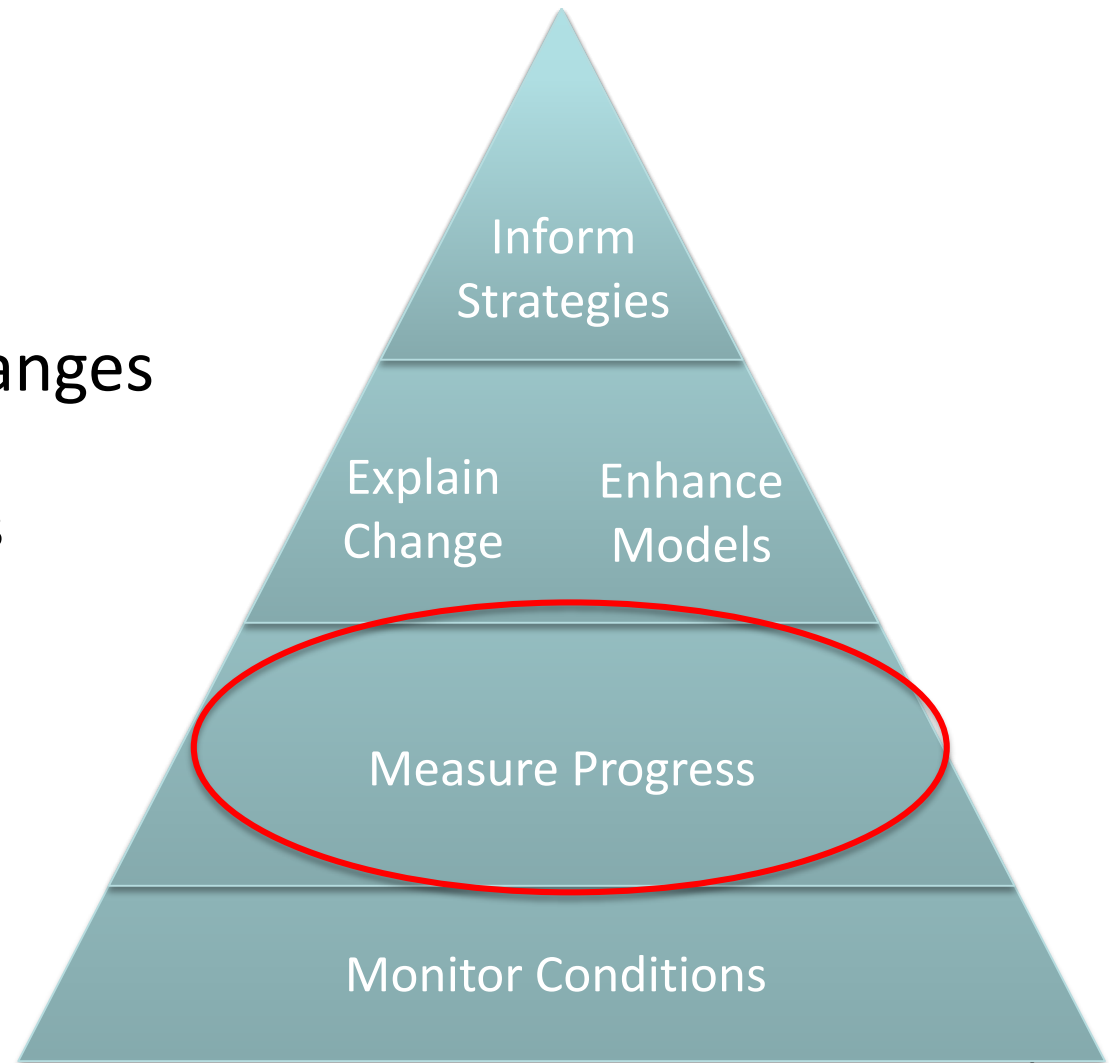 Inform
Strategies
anges
s
Explain
Change
Enhance
Models
Measure Progress
Monitor Conditions